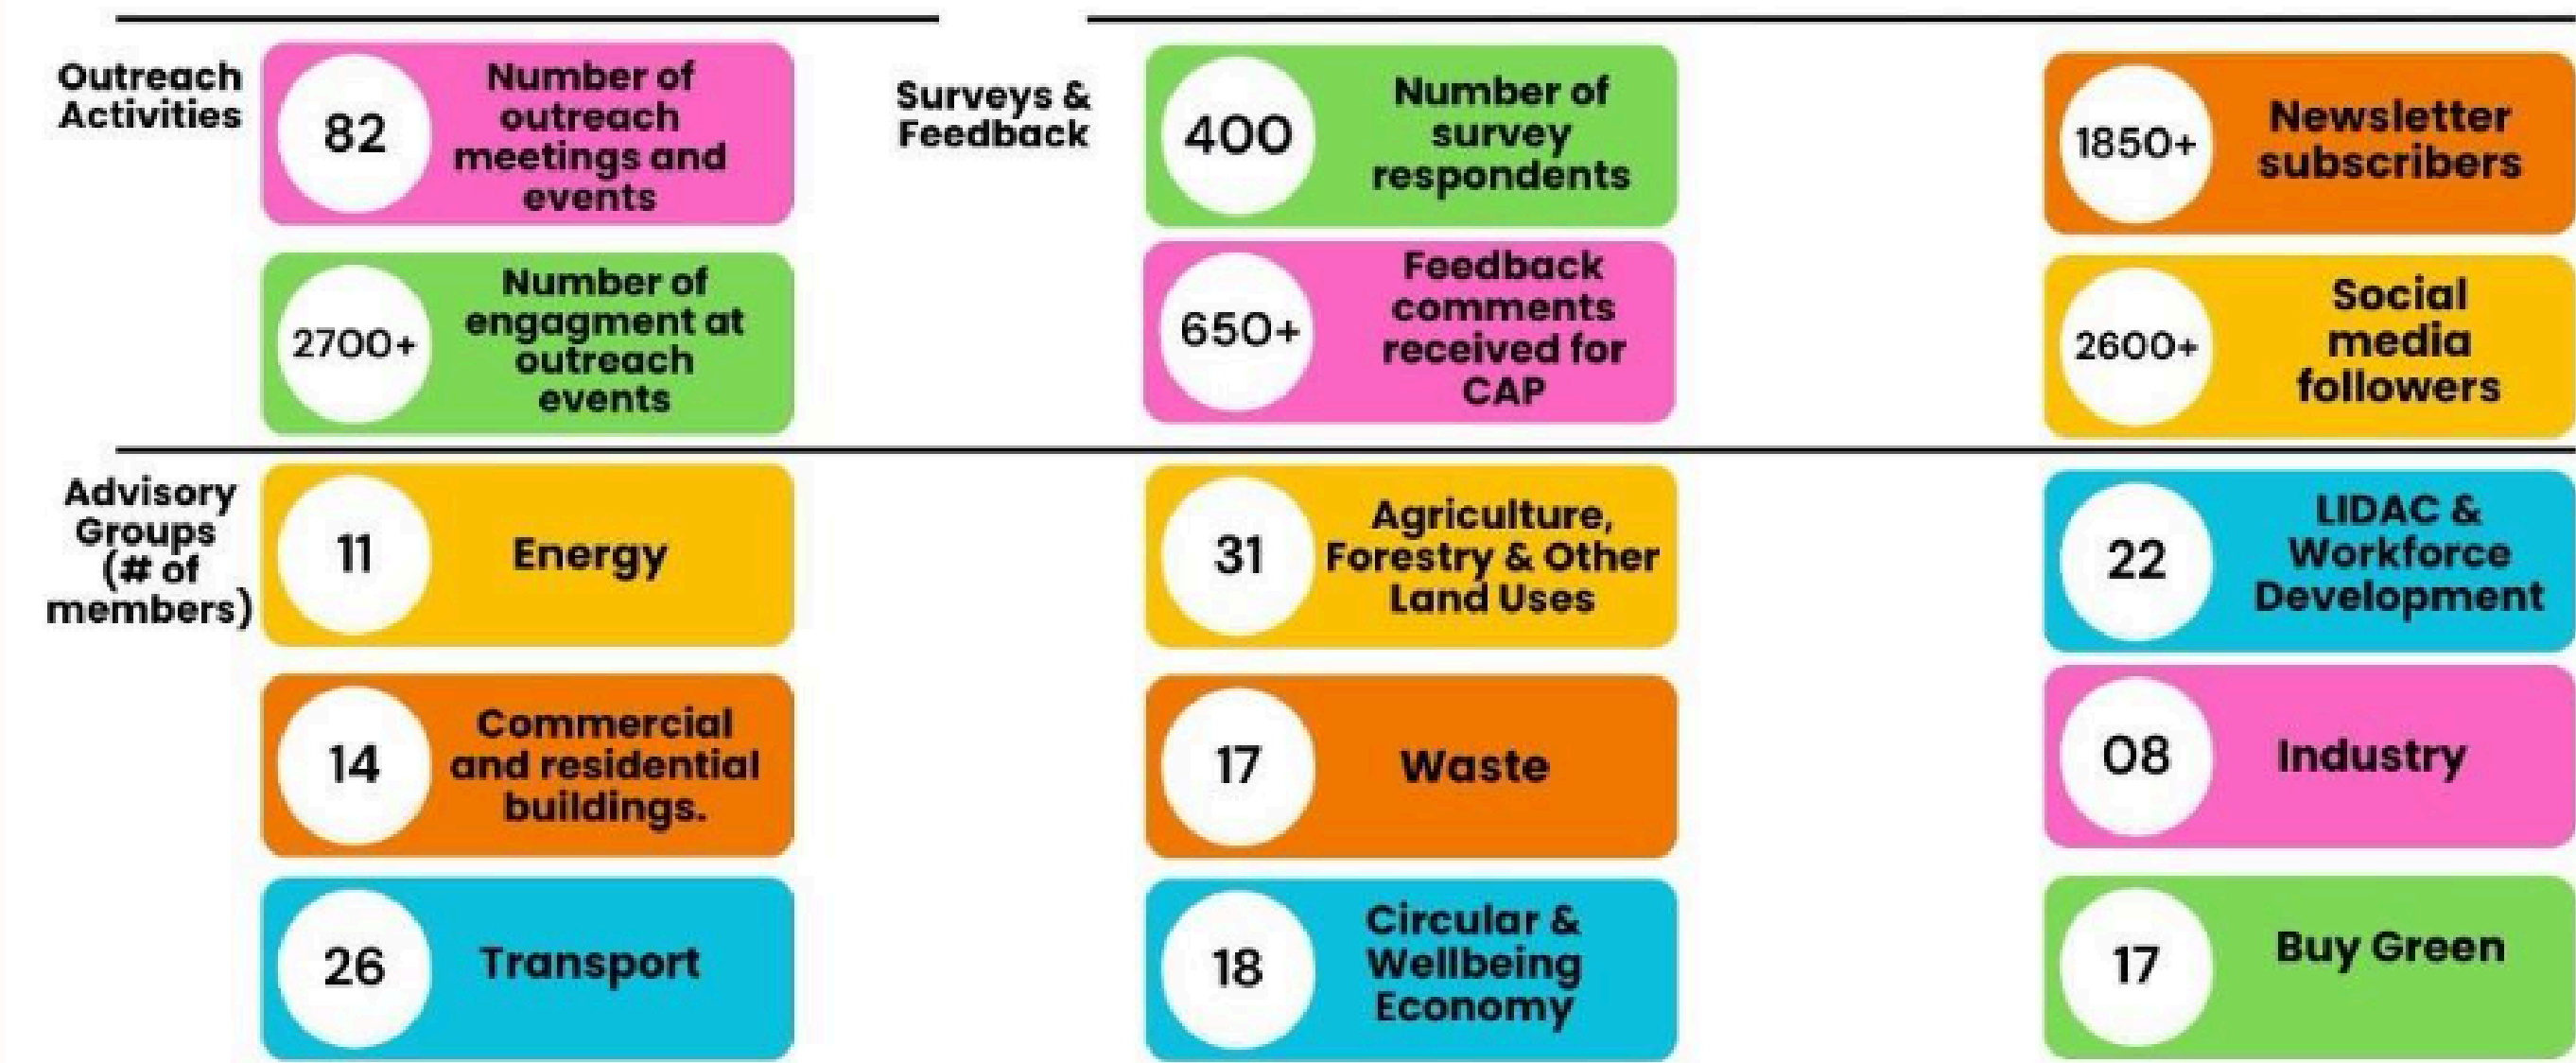 Outreach
Activities
82
Number of
outreach
meetings and
events
2700+
Number of
engagment at
outreach
events
Surveys &
Feedback
400
Number of
survey
respondents
650+
Feedback
comments
received for
CAP
1850+
Newsletter
subscribers
2600+
Social
media
followers
Advisory
Groups
(# of
members)
11
Energy
31
Agriculture,
Forestry & Other
Land Uses
22
LIDAC &
Workforce
Development
14
Commercial
and residential
buildings.
17
Waste
08
Industry
26
Transport
18
Circular &
Wellbeing
Economy
17
Buy Green